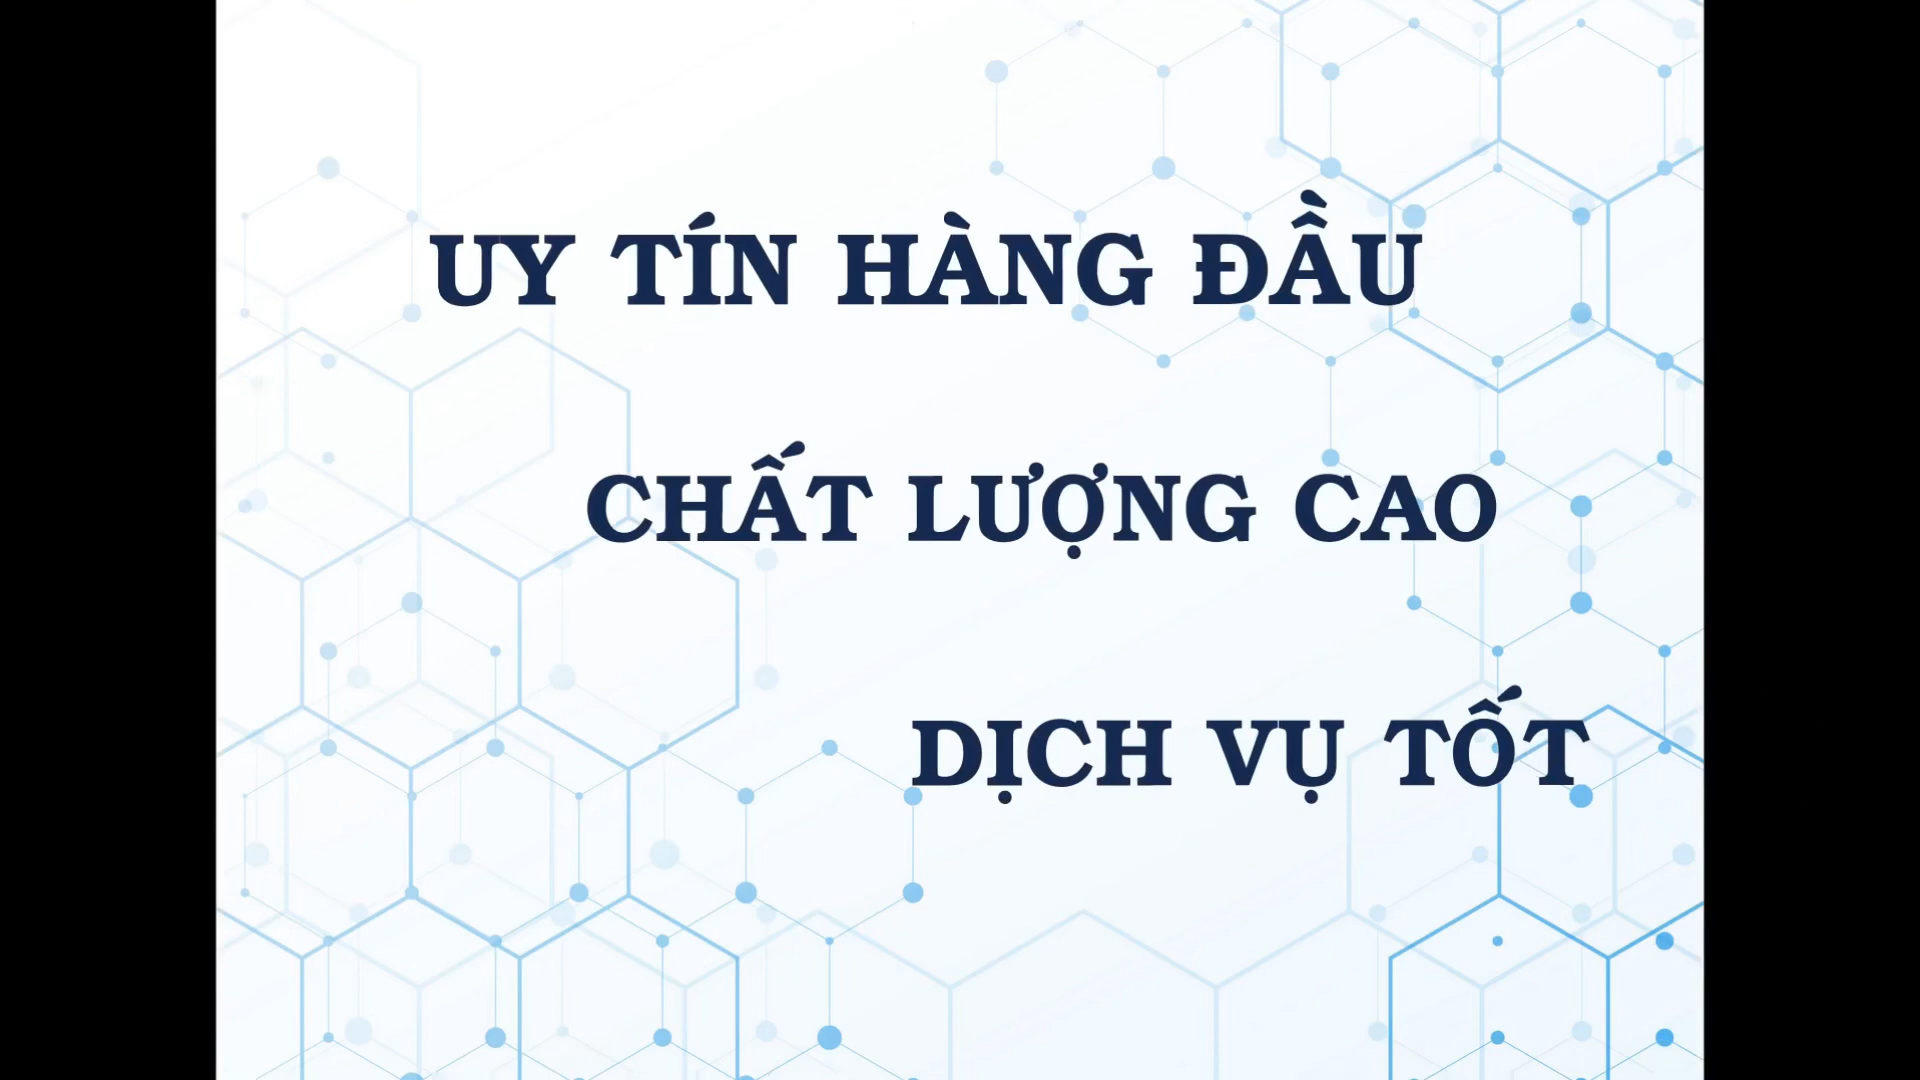 UY TÍN HÀNG ĐẦU
CHẤT LƯỢNG CAO
DỊCH VỤ TỐT